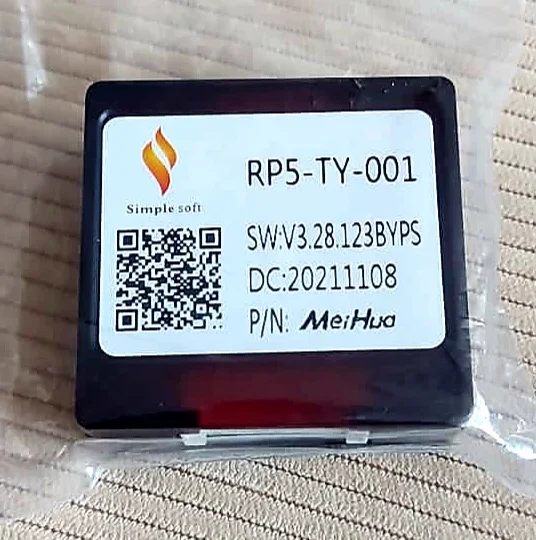 Simple soft
RP5-TY-001
SW:V3.28.123BYPS
DC:20211108
P/N: MeiHua